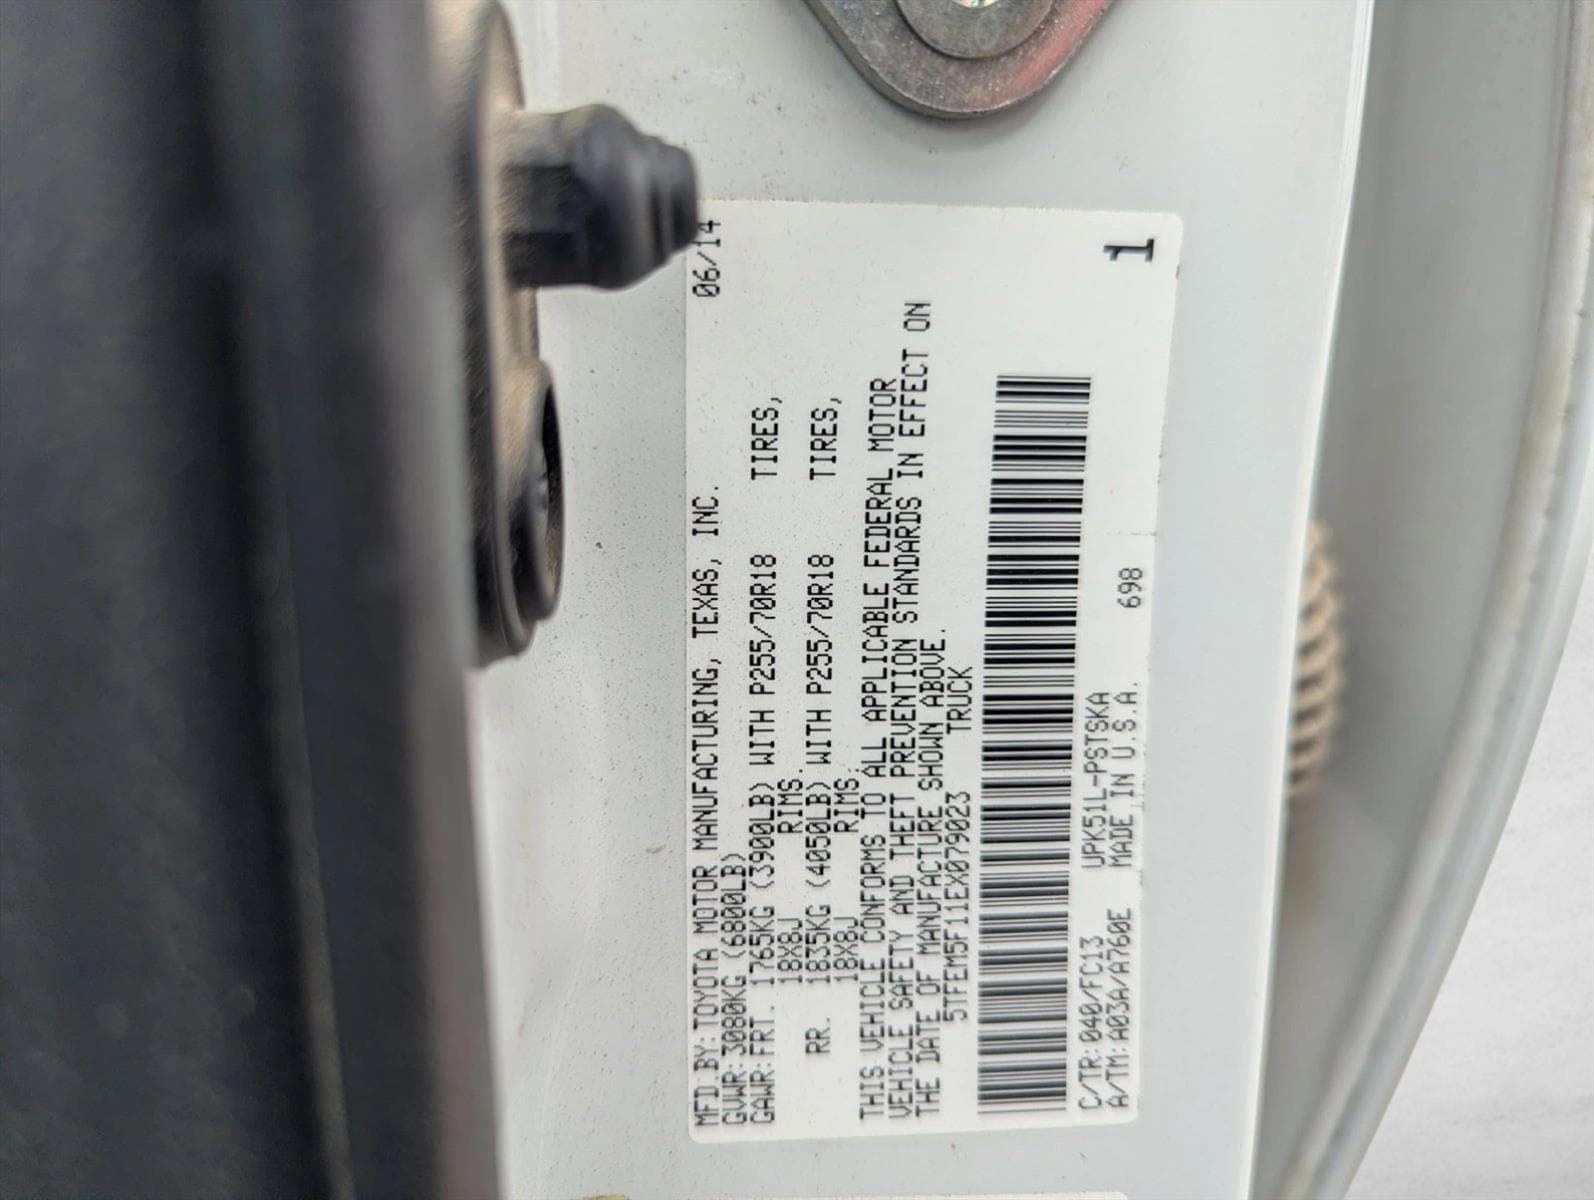 MFD.BY:TOYOTA MOTOR MANUFACTURING, TEXAS, INC. 06/14
GVWR:3080KG (6800LB)
GAWR:FRT. 1765KG (3900LB) WITH P255/70R18 TIRES,
18X8J RIMS.
RR. 1835KG (4050LB) WITH P255/70R18 TIRES,
18X8J RIMS.
THIS VEHICLE CONFORMS TO ALL APPLICABLE FEDERAL MOTOR
VEHICLE SAFETY AND THEFT PREVENTION STANDARDS IN EFFECT ON
THE DATE OF MANUFACTURE SHOWN ABOVE.
5TFEM5F11EX079023 TRUCK
C/TR:040/FC13 UPK51L-PSTSKA 698
A/TM:A03A/A760E MADE IN U.S.A.
1